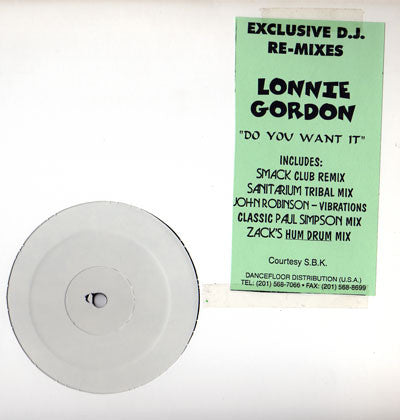 EXCLUSIVE D.J.
RE-MIXES
LONNIE
GORDON
"DO YOU WANT IT"
INCLUDES:
SMACK CLUB REMIX
SANITARIUM TRIBAL MIX
JOHN ROBINSON – VIBRATIONS
CLASSIC PAUL SIMPSON MIX
ZACK'S HUM DRUM MIX
Courtesy S.B.K.
DANCEFLOOR DISTRIBUTION (U.S.A.)
TEL: (201) 568-7066 • FAX: (201) 568-8699